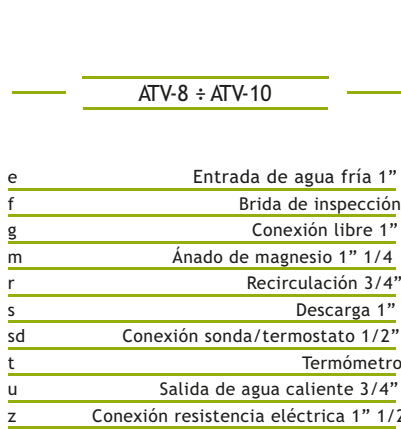 ATV-8 ÷ ATV-10
e Entrada de agua fría 1”
f Brida de inspección
g Conexión libre 1”
m Ánado de magnesio 1” 1/4
r Recirculación 3/4”
s Descarga 1”
sd Conexión sonda/termostato 1/2”
t Termómetro
u Salida de agua caliente 3/4”
z Conexión resistencia eléctrica 1” 1/2